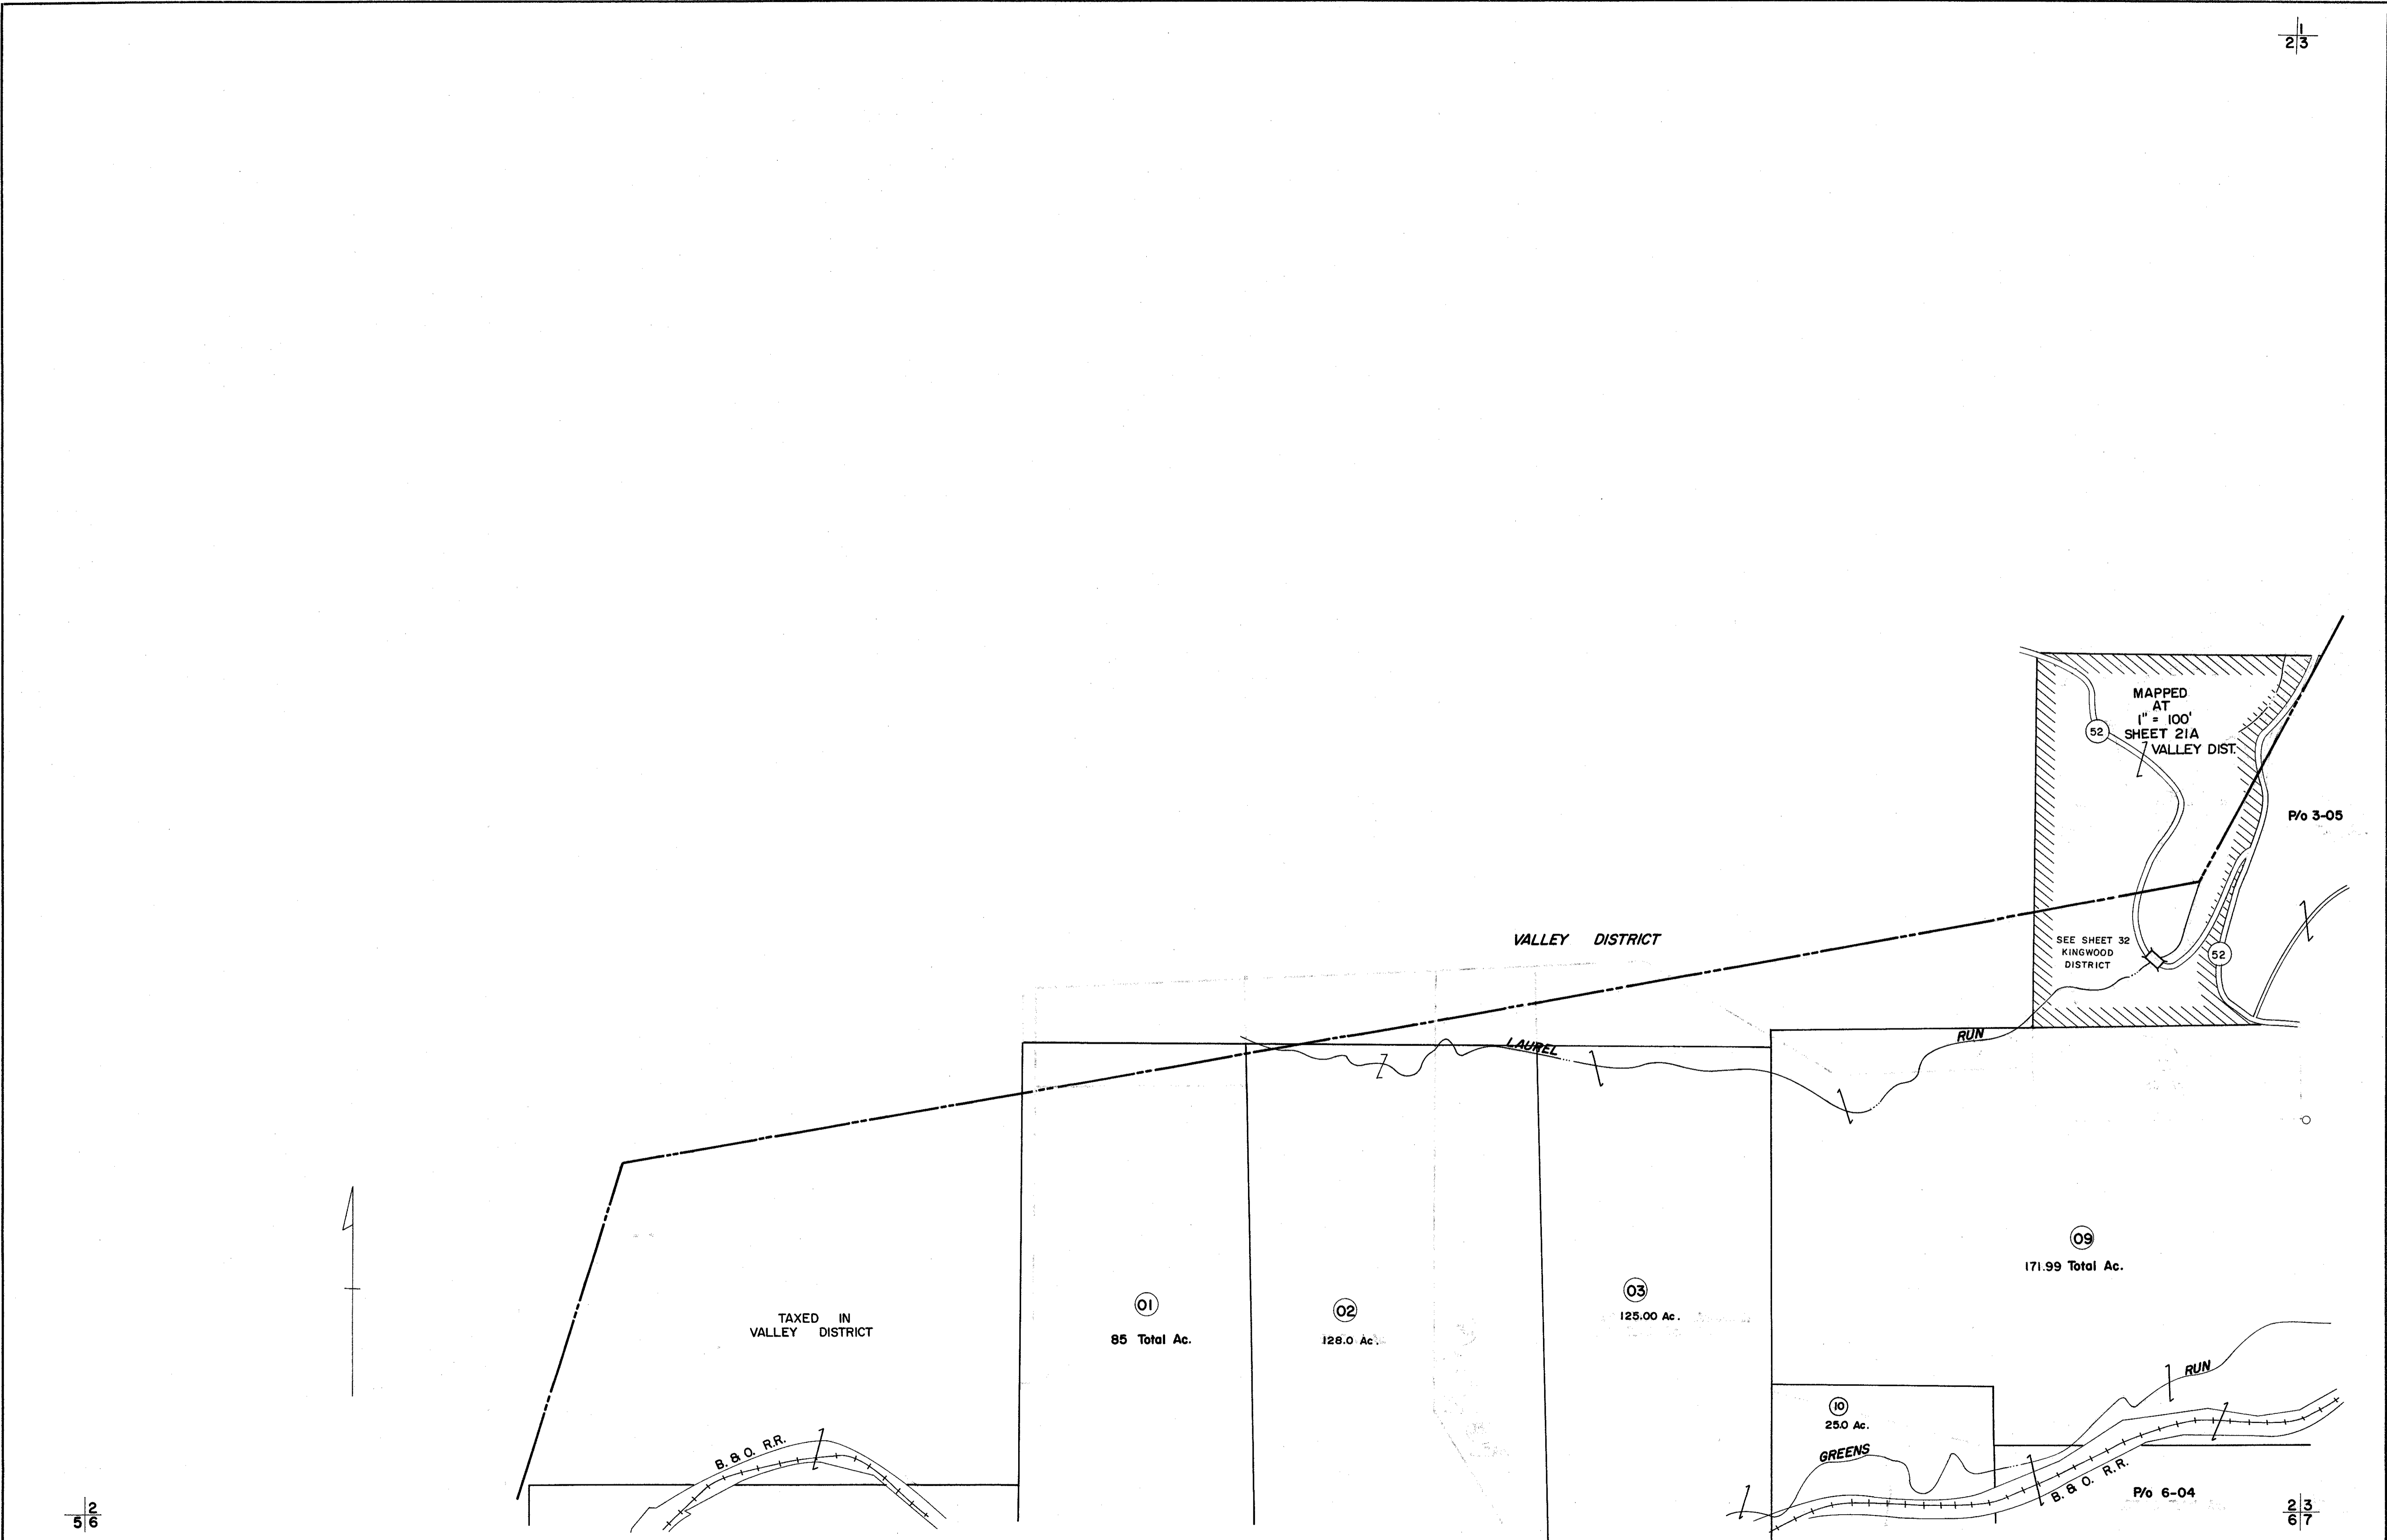 1
2 3
MAPPED
AT
1" = 100'
SHEET 21A
VALLEY DIST.
52
P/o 3-05
VALLEY DISTRICT
SEE SHEET 32
KINGWOOD
DISTRICT
52
LAUREL RUN
09
171.99 Total Ac.
01
85 Total Ac.
02
128.0 Ac.
03
125.00 Ac.
TAXED IN
VALLEY DISTRICT
10
25.0 Ac.
GREENS RUN
B. & O. R.R.
B. & O. R.R.
P/o 6-04
2
5 6
2 3
6 7